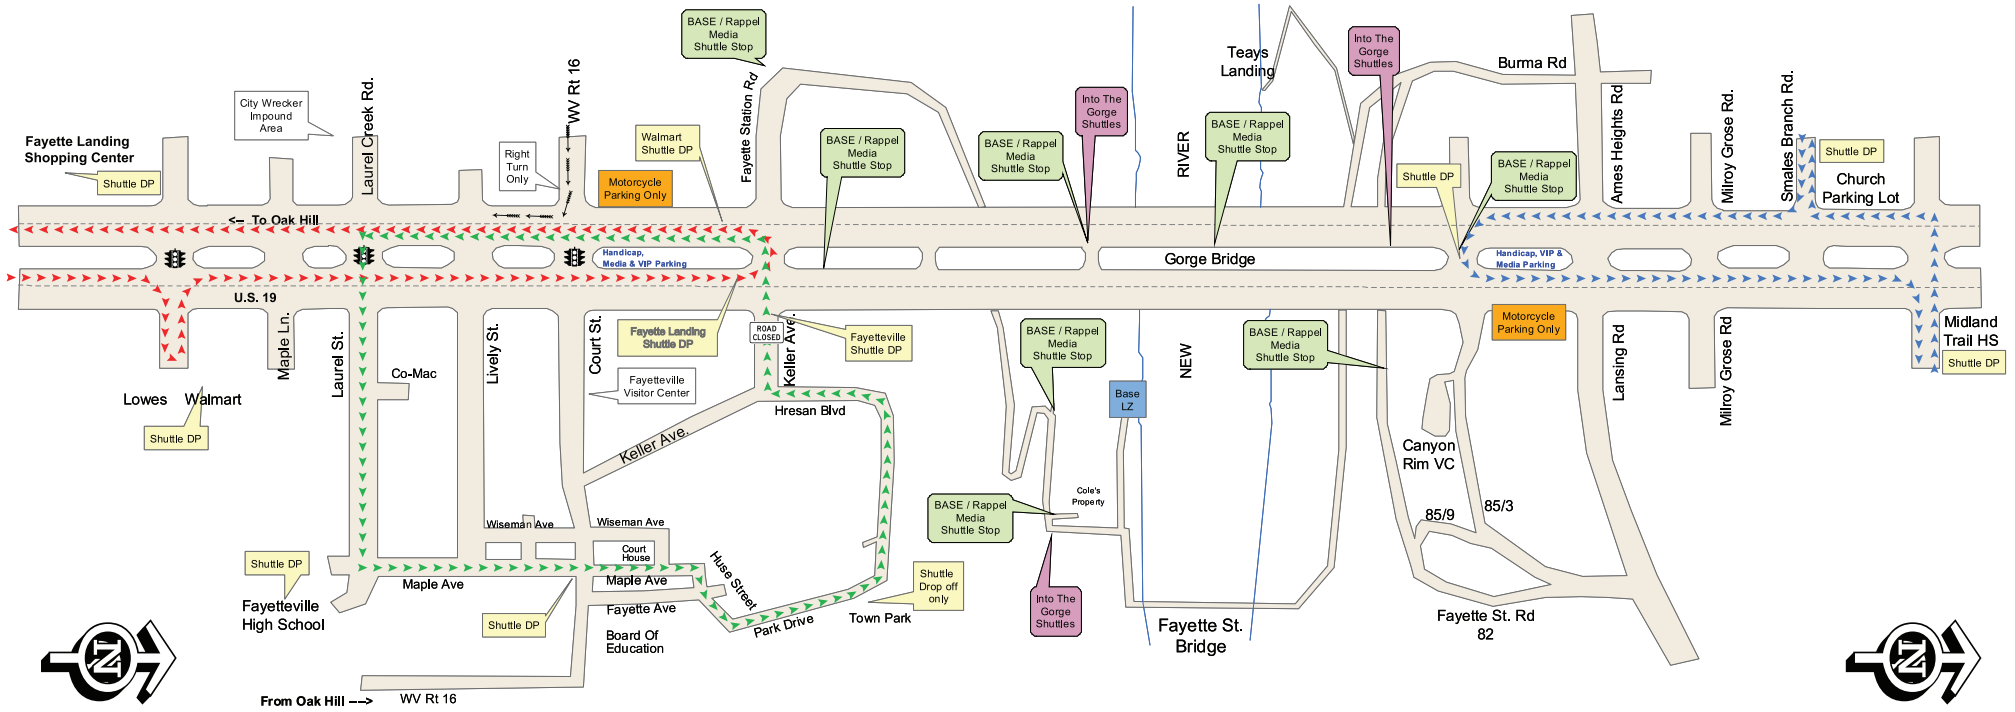 BASE / Rappel
Media
Shuttle Stop
Teays
Landing
Into The
Gorge
Shuttles
Burma Rd
WV Rt 16
Laurel Creek Rd.
Fayette Station Rd
City Wrecker
Impound
Area
Fayette Landing
Shopping Center
Shuttle DP
Right
Turn
Only
Walmart
Shuttle DP
Motorcycle
Parking Only
BASE / Rappel
Media
Shuttle Stop
BASE / Rappel
Media
Shuttle Stop
Into The
Gorge
Shuttles
RIVER
BASE / Rappel
Media
Shuttle Stop
Shuttle DP
BASE / Rappel
Media
Shuttle Stop
Ames Heights Rd
Milroy Grose Rd.
Smales Branch Rd.
Shuttle DP
Church
Parking Lot
<-- To Oak Hill
Handicap,
Media & VIP Parking
Gorge Bridge
Handicap, VIP &
Media Parking
U.S. 19
Maple Ln.
Laurel St.
Lively St.
Court St.
Fayette Landing
Shuttle DP
ROAD
CLOSED
Keller Ave.
Fayetteville
Shuttle DP
BASE / Rappel
Media
Shuttle Stop
NEW
BASE / Rappel
Media
Shuttle Stop
Motorcycle
Parking Only
Lansing Rd
Milroy Grose Rd
Midland
Trail HS
Shuttle DP
Lowes
Walmart
Shuttle DP
Co-Mac
Fayetteville
Visitor Center
Hresan Blvd
Keller Ave.
Base
LZ
Canyon
Rim VC
Cole's
Property
BASE / Rappel
Media
Shuttle Stop
85/9
85/3
Wiseman Ave
Wiseman Ave
Court
House
Shuttle DP
Maple Ave
Maple Ave
Huse Street
Shuttle
Drop off
only
Fayetteville
High School
Shuttle DP
Fayette Ave
Park Drive
Town Park
Into The
Gorge
Shuttles
Board Of
Education
Fayette St.
Bridge
Fayette St. Rd
82
N
N
From Oak Hill --->
WV Rt 16